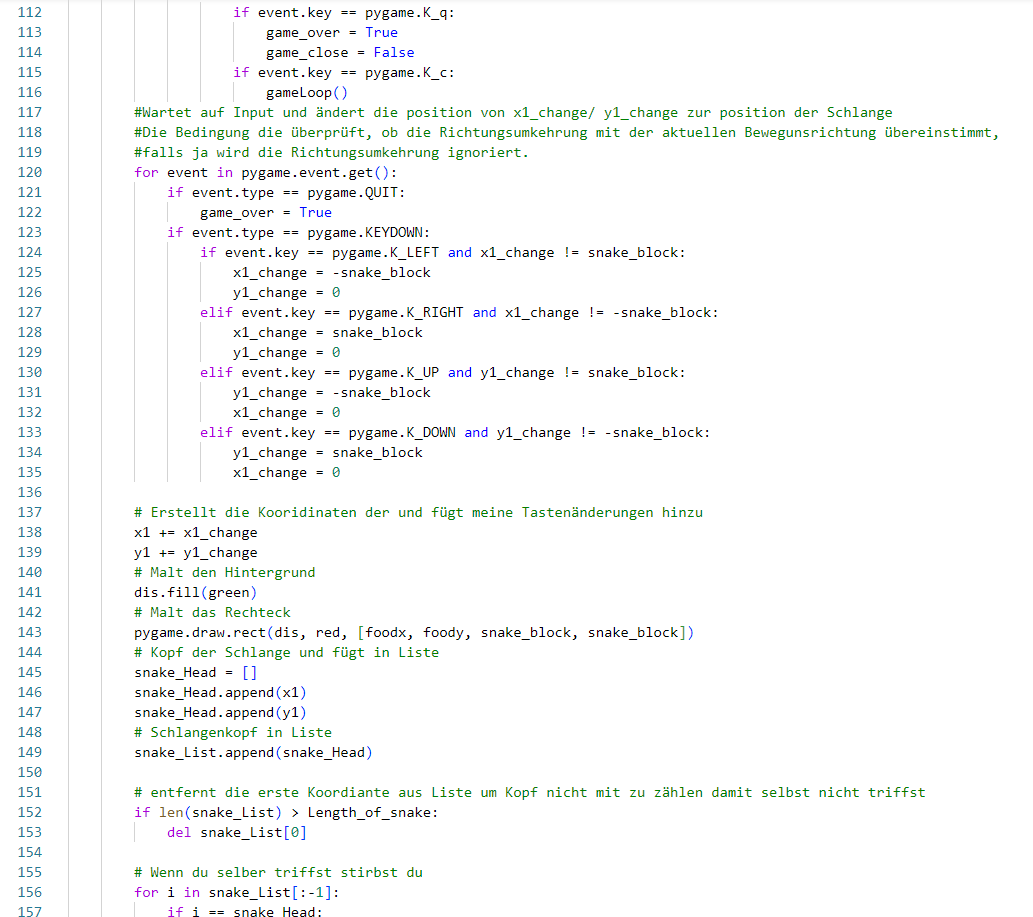 112 if event.key == pygame.K_q:
113 game_over = True
114 game_close = False
115 if event.key == pygame.K_c:
116 gameLoop()
117 #Wartet auf Input und ändert die position von x1_change/ y1_change zur position der Schlange
118 #Die Bedingung die überprüft, ob die Richtungsumkehrung mit der aktuellen Bewegunsrichtung übereinstimmt,
119 #falls ja wird die Richtungsumkehrung ignoriert.
120 for event in pygame.event.get():
121 if event.type == pygame.QUIT:
122 game_over = True
123 if event.type == pygame.KEYDOWN:
124 if event.key == pygame.K_LEFT and x1_change != snake_block:
125 x1_change = -snake_block
126 y1_change = 0
127 elif event.key == pygame.K_RIGHT and x1_change != -snake_block:
128 x1_change = snake_block
129 y1_change = 0
130 elif event.key == pygame.K_UP and y1_change != snake_block:
131 y1_change = -snake_block
132 x1_change = 0
133 elif event.key == pygame.K_DOWN and y1_change != -snake_block:
134 y1_change = snake_block
135 x1_change = 0
136
137 # Erstellt die Kooridinaten der und fügt meine Tastenänderungen hinzu
138 x1 += x1_change
139 y1 += y1_change
140 # Malt den Hintergrund
141 dis.fill(green)
142 # Malt das Rechteck
143 pygame.draw.rect(dis, red, [foodx, foody, snake_block, snake_block])
144 # Kopf der Schlange und fügt in Liste
145 snake_Head = []
146 snake_Head.append(x1)
147 snake_Head.append(y1)
148 # Schlangenkopf in Liste
149 snake_List.append(snake_Head)
150
151 # entfernt die erste Koordiante aus Liste um Kopf nicht mit zu zählen damit selbst nicht triffst
152 if len(snake_List) > Length_of_snake:
153 del snake_List[0]
154
155 # Wenn du selber triffst stirbst du
156 for i in snake_List[:-1]:
157 if i == snake_Head: